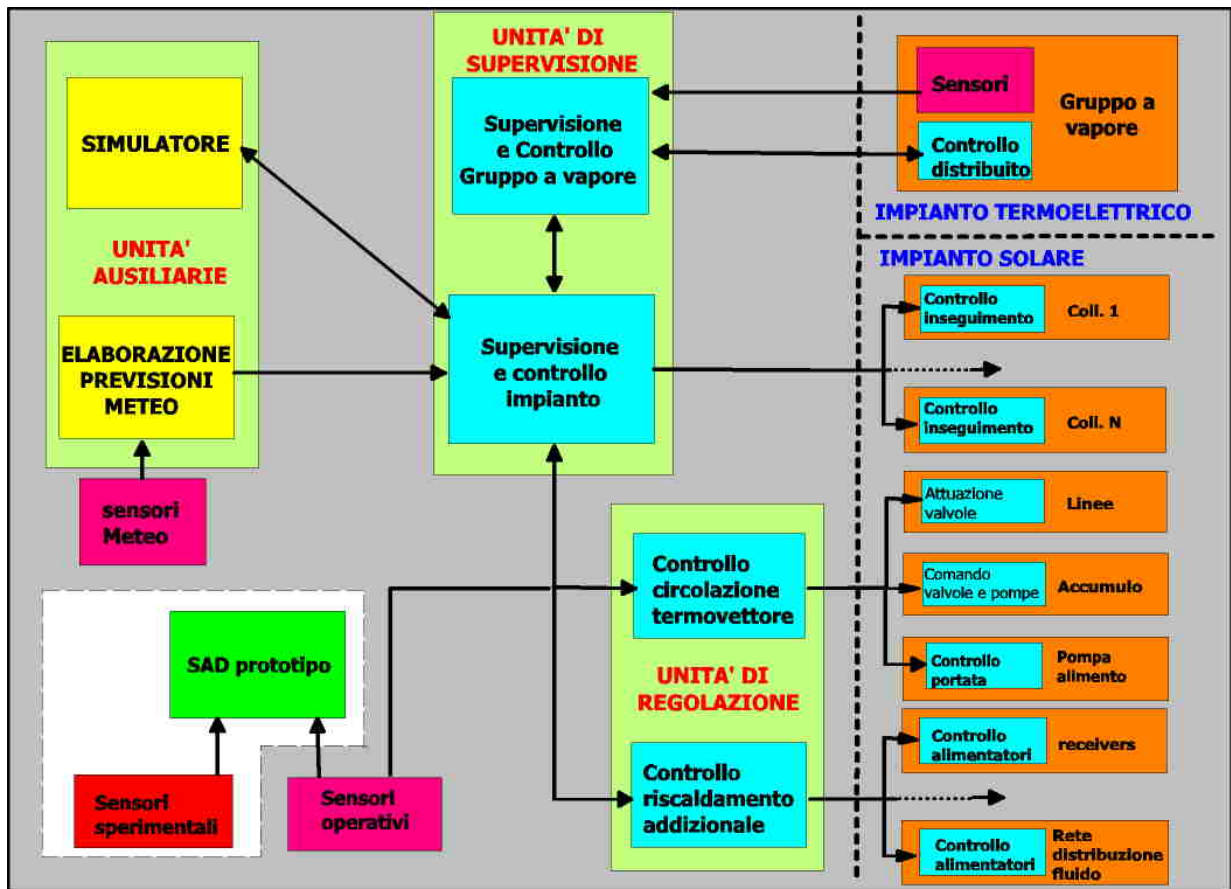 UNITA' DI
SUPERVISIONE
SIMULATORE
Supervisione
e Controllo
Gruppo a vapore
Sensori
Gruppo a
vapore
Controllo
distribuito
IMPIANTO TERMOELETTRICO
UNITA'
AUSILIARIE
IMPIANTO SOLARE
Controllo
inseguimento
Coll. 1
ELABORAZIONE
PREVISIONI
METEO
Supervisione
e controllo
impianto
Controllo
inseguimento
Coll. N
sensori
Meteo
Attuazione
valvole
Linee
Controllo
circolazione
termovettore
Comando
valvole e pompe
Accumulo
SAD prototipo
UNITA' DI
REGOLAZIONE
Controllo
portata
Pompa
alimento
Controllo
alimentatori
receivers
Sensori
sperimentali
Sensori
operativi
Controllo
riscaldamento
addizionale
Controllo
alimentatori
Rete
distribuzione
fluido